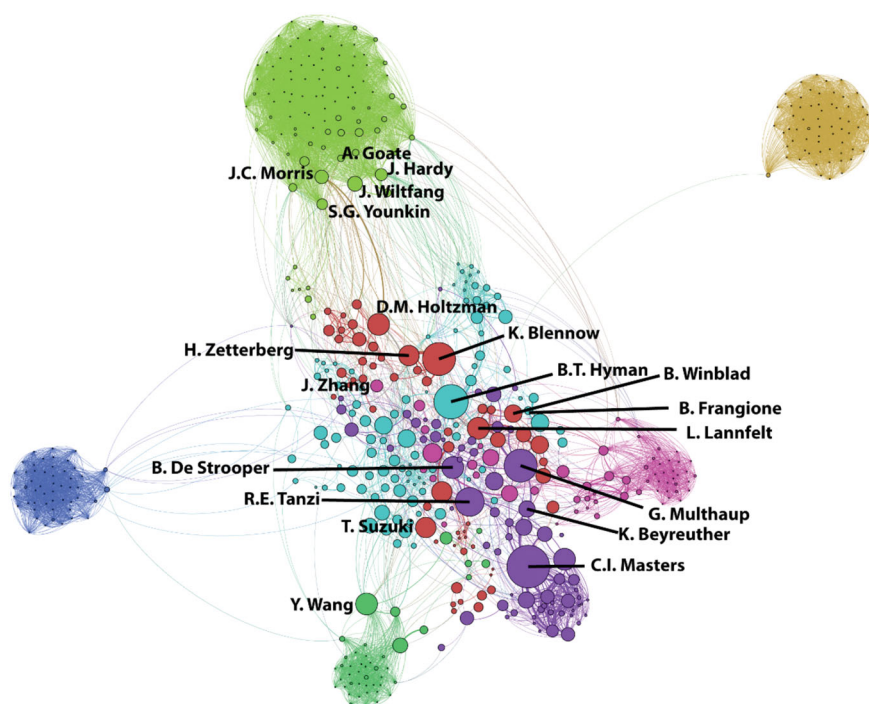 A. Goate
J.C. Morris
J. Hardy
J. Wiltfang
S.G. Younkin
D.M. Holtzman
K. Blennow
H. Zetterberg
B.T. Hyman
B. Winblad
J. Zhang
B. Frangione
L. Lannfelt
B. De Strooper
R.E. Tanzi
G. Multhaup
T. Suzuki
K. Beyreuther
C.I. Masters
Y. Wang